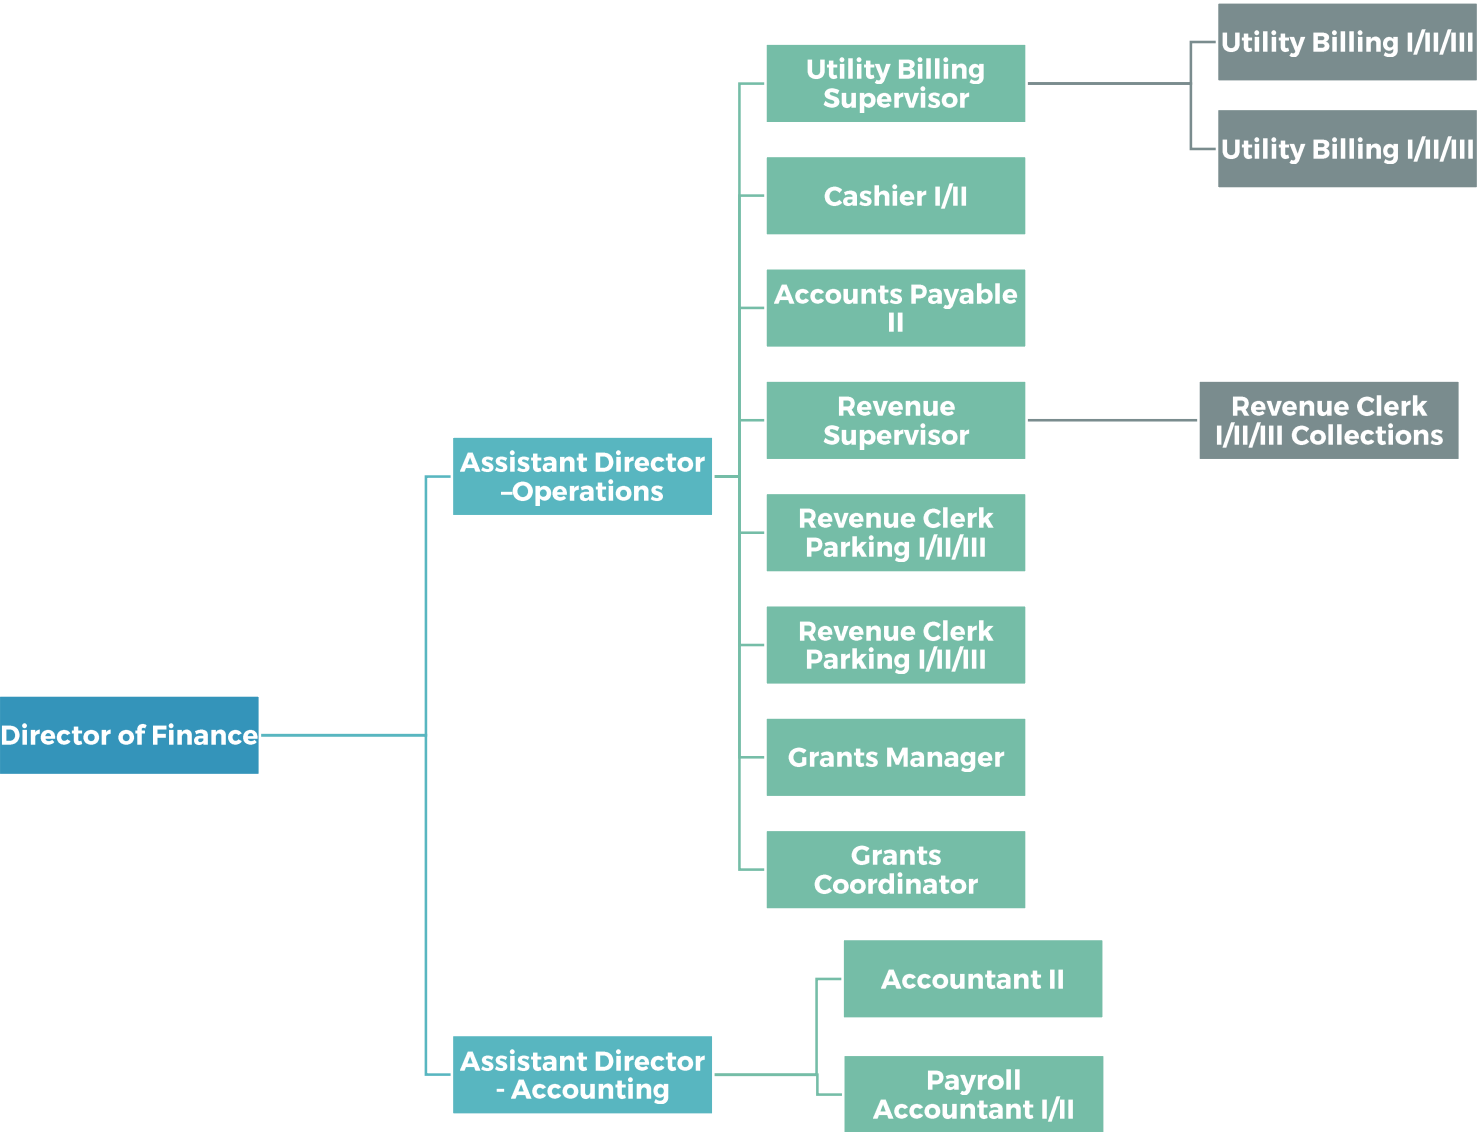 Director of Finance
Assistant Director
–Operations
Utility Billing
Supervisor
Utility Billing I/II/III
Utility Billing I/II/III
Cashier I/II
Accounts Payable
II
Revenue
Supervisor
Revenue Clerk
I/II/III Collections
Revenue Clerk
Parking I/II/III
Revenue Clerk
Parking I/II/III
Grants Manager
Grants
Coordinator
Assistant Director
- Accounting
Accountant II
Payroll
Accountant I/II